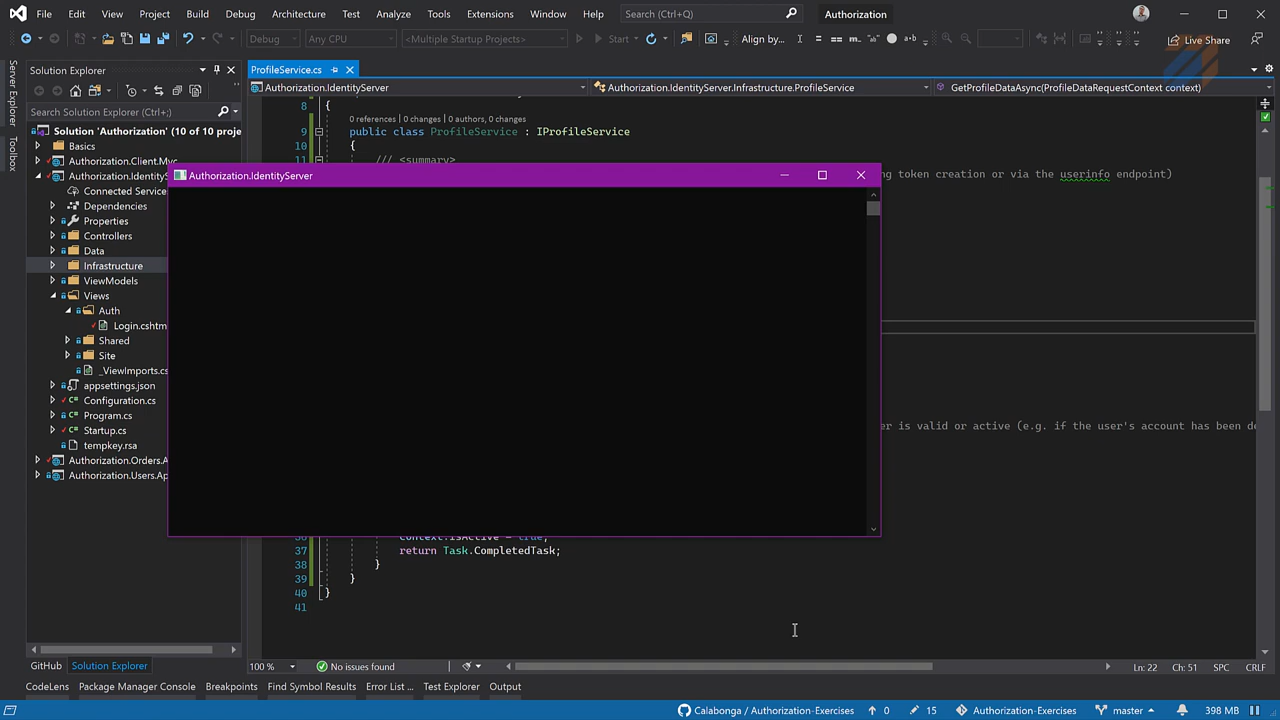 File Edit View Project Build Debug Architecture Test Analyze Tools Extensions Window Help Search (Ctrl+Q) Authorization
Debug Any CPU <Multiple Startup Projects> Start Align by... Live Share
Server Explorer
Toolbox
Solution Explorer
Search Solution Explorer (Ctrl+;)
Solution 'Authorization' (10 of 10 proje
Basics
Authorization.Client.Mvc
Authorization.IdentityS
Connected Service
Dependencies
Properties
Controllers
Data
Infrastructure
ViewModels
Views
Auth
Login.cshtm
Shared
Site
_ViewImports.cs
appsettings.json
Configuration.cs
Program.cs
Startup.cs
tempkey.rsa
Authorization.Orders.A
Authorization.Users.Ap
GitHub Solution Explorer
ProfileService.cs
Authorization.IdentityServer Authorization.IdentityServer.Infrastructure.ProfileService GetProfileDataAsync(ProfileDataRequestContext context)
8 {
0 references | 0 changes | 0 authors, 0 changes
9 public class ProfileService : IProfileService
10 {
11 /// <summary>
ng token creation or via the userinfo endpoint)
Authorization.IdentityServer
er is valid or active (e.g. if the user's account has been de
36 context.IsActive = true;
37 return Task.CompletedTask;
38 }
39 }
40 }
41
100 % No issues found Ln: 22 Ch: 51 SPC CRLF
CodeLens Package Manager Console Breakpoints Find Symbol Results Error List ... Test Explorer Output
Calabonga / Authorization-Exercises 0 15 Authorization-Exercises master 398 MB